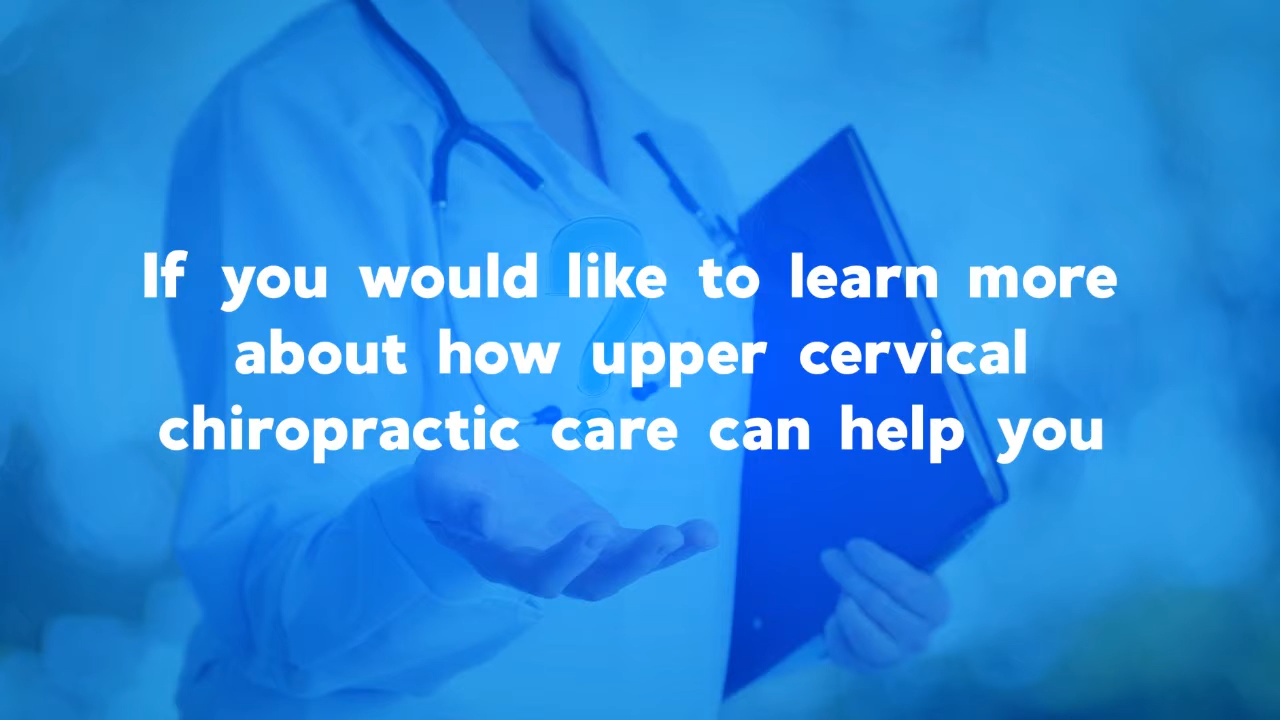 If you would like to learn more
about how upper cervical
chiropractic care can help you